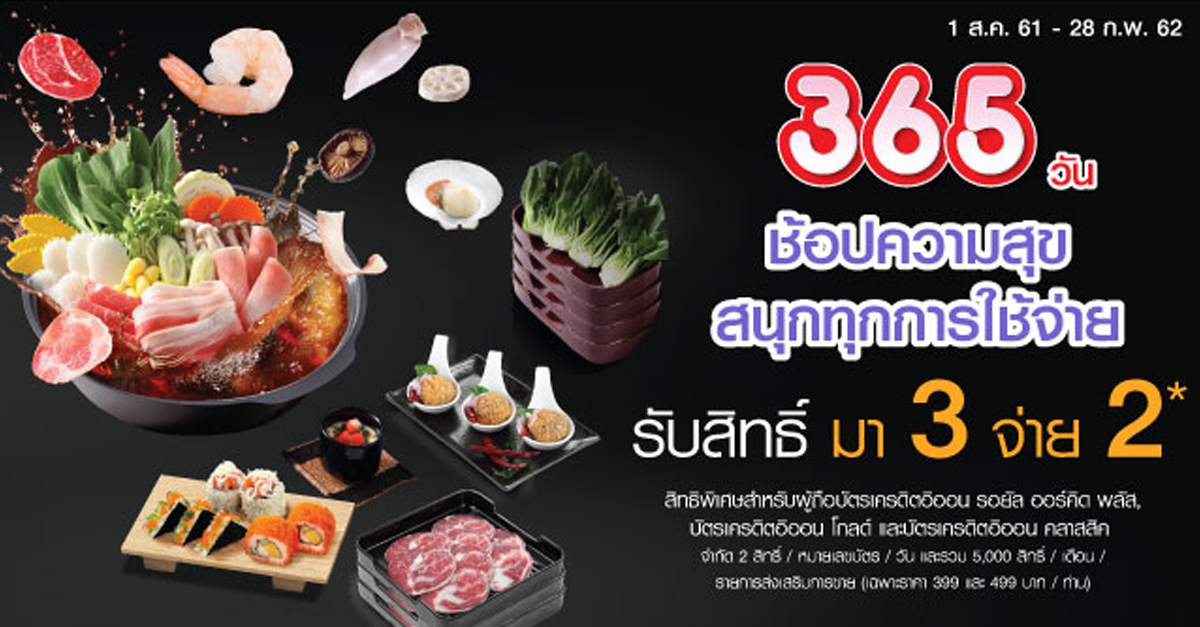 1 ส.ค. 61 - 28 ก.พ. 62
365 วัน
ช้อปความสุข
สนุกทุกการใช้จ่าย
รับสิทธิ์ มา 3 จ่าย 2*
สิทธิพิเศษสำหรับผู้ถือบัตรเครดิตอิออน รอยัล ออร์คิด พลัส,
บัตรเครดิตอิออน โกลด์ และบัตรเครดิตอิออน คลาสสิค
จำกัด 2 สิทธิ์ / หมายเลขบัตร / วัน และรวม 5,000 สิทธิ์ / เดือน /
รายการส่งเสริมการขาย (เฉพาะราคา 399 และ 499 บาท / ท่าน)